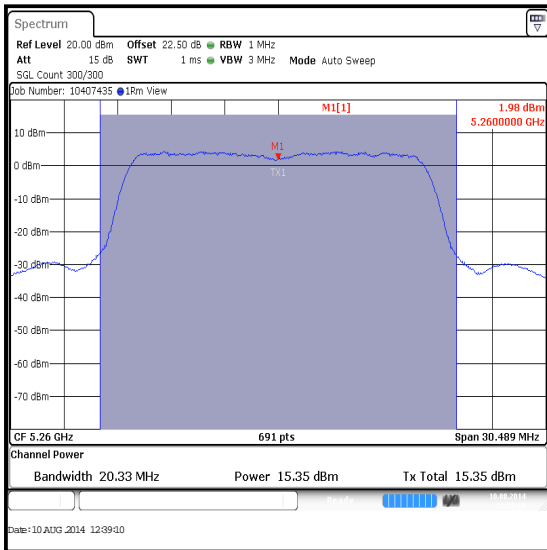 Spectrum
Ref Level 20.00 dBm Offset 22.50 dB RBW 1 MHz
Att 15 dB SWT 1 ms VBW 3 MHz Mode Auto Sweep
SGL Count 300/300
Job Number: 10407435 1Rm View
M1[1] 1.98 dBm
5.2600000 GHz
10 dBm
M1
0 dBm
TX1
-10 dBm
-20 dBm
-30 dBm
-40 dBm
-50 dBm
-60 dBm
-70 dBm
CF 5.26 GHz 691 pts Span 30.489 MHz
Channel Power
Bandwidth 20.33 MHz Power 15.35 dBm Tx Total 15.35 dBm
Ready 10.08.2014
Date: 10 AUG .2014 12:39:10